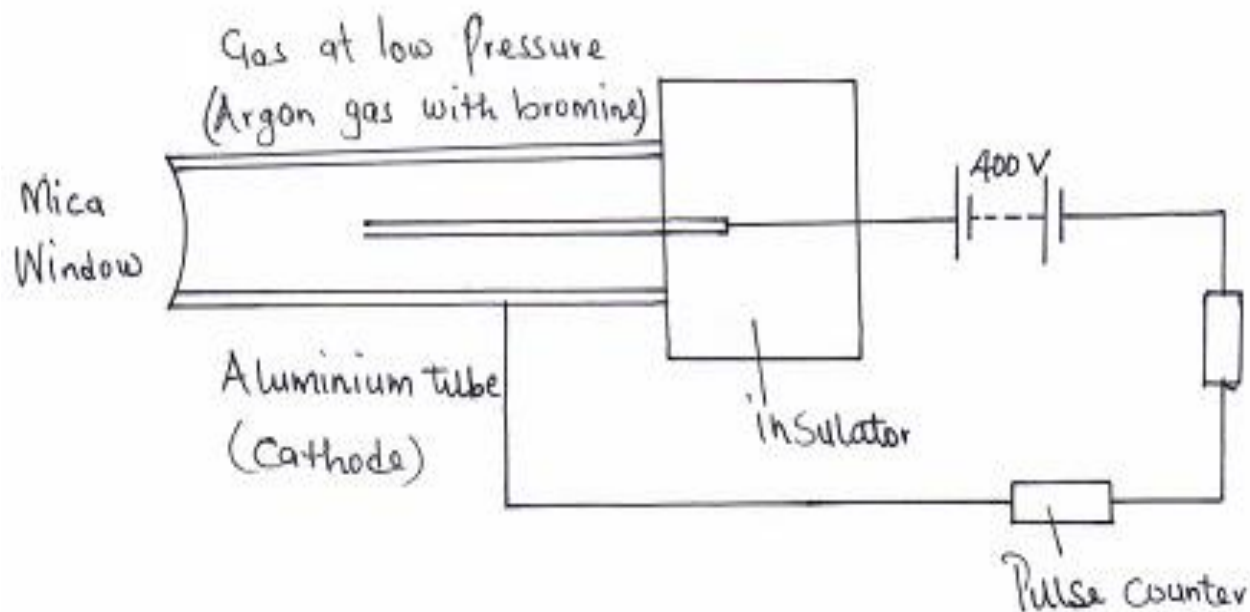 Gas at low Pressure
(Argon gas with bromine)
Mica
Window
400 V
Aluminium tube
(Cathode)
insulator
Pulse counter